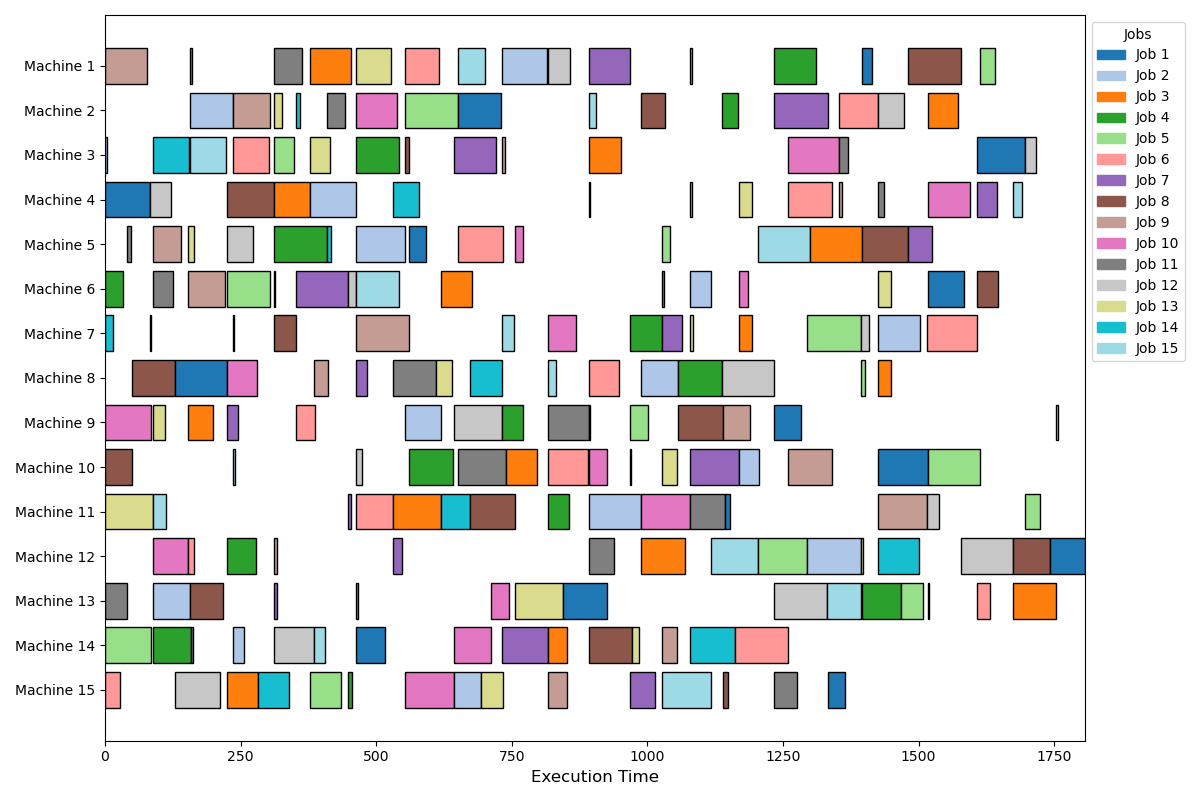 Machine 1
Machine 2
Machine 3
Machine 4
Machine 5
Machine 6
Machine 7
Machine 8
Machine 9
Machine 10
Machine 11
Machine 12
Machine 13
Machine 14
Machine 15
0 250 500 750 1000 1250 1500 1750
Execution Time
Jobs
Job 1
Job 2
Job 3
Job 4
Job 5
Job 6
Job 7
Job 8
Job 9
Job 10
Job 11
Job 12
Job 13
Job 14
Job 15